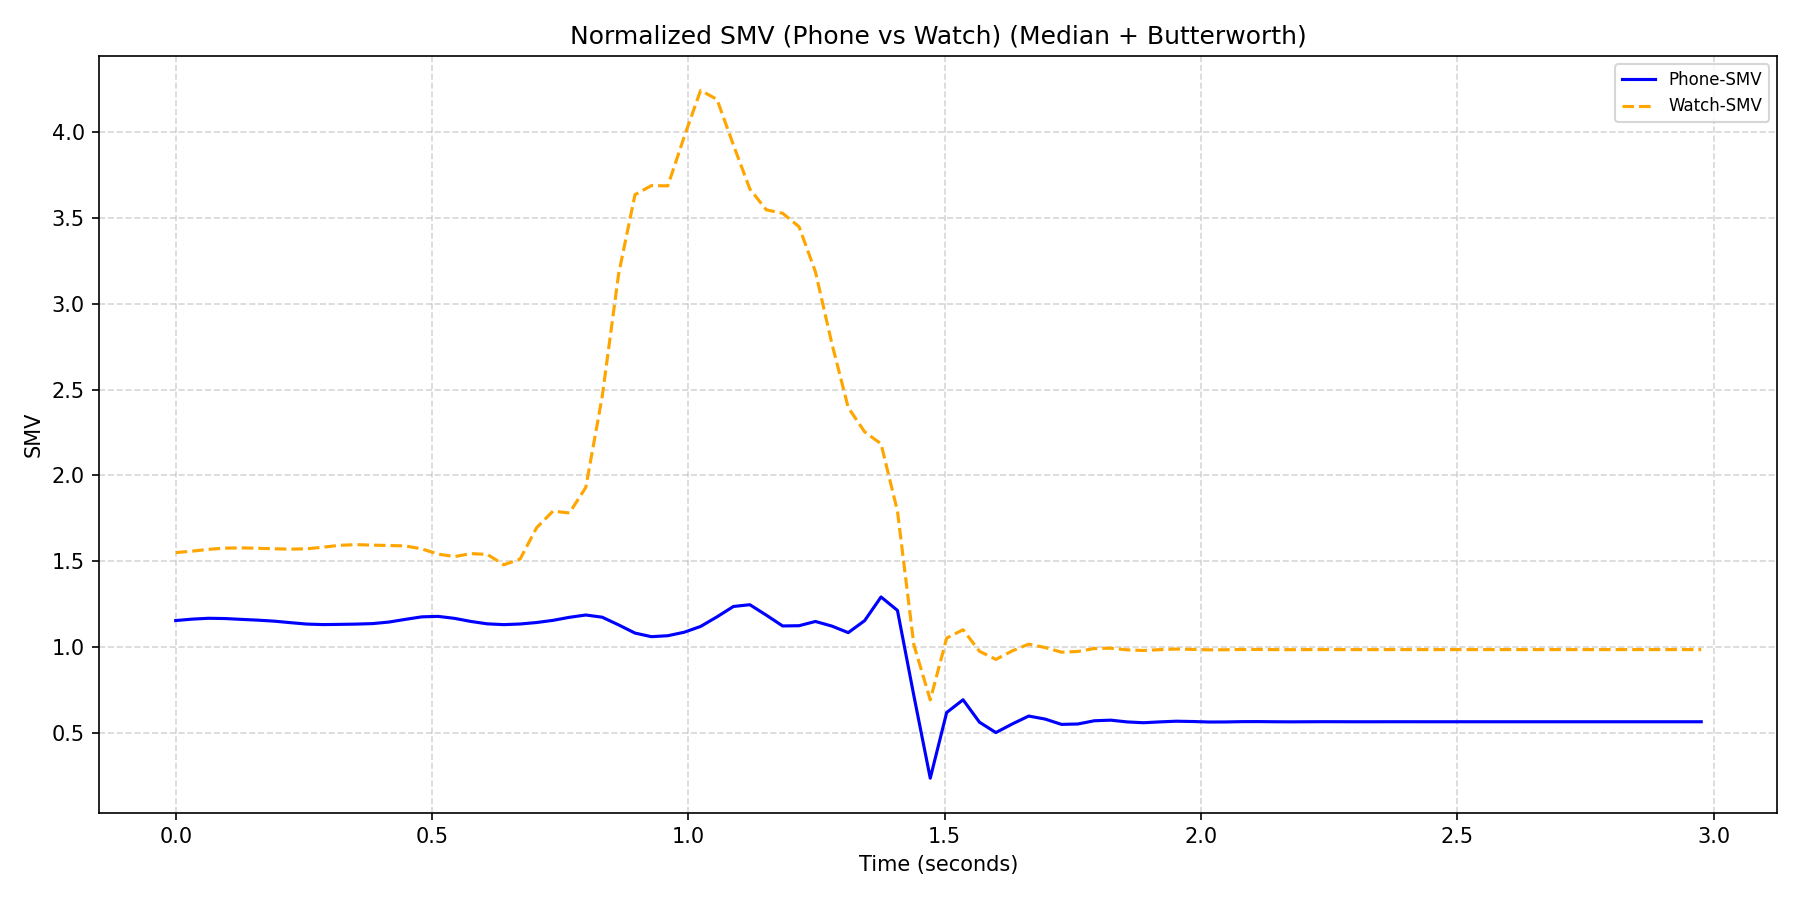 Normalized SMV (Phone vs Watch) (Median + Butterworth)
Phone-SMV
Watch-SMV
4.0
3.5
3.0
2.5
2.0
1.5
1.0
0.5
SMV
0.0 0.5 1.0 1.5 2.0 2.5 3.0
Time (seconds)